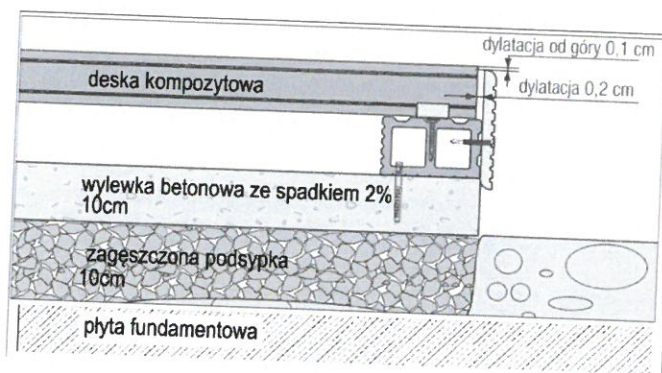 dylatacja od góry 0,1 cm
deska kompozytowa
dylatacja 0,2 cm
wylewka betonowa ze spadkiem 2%
10cm
zagęszczona podsypka
10cm
płyta fundamentowa